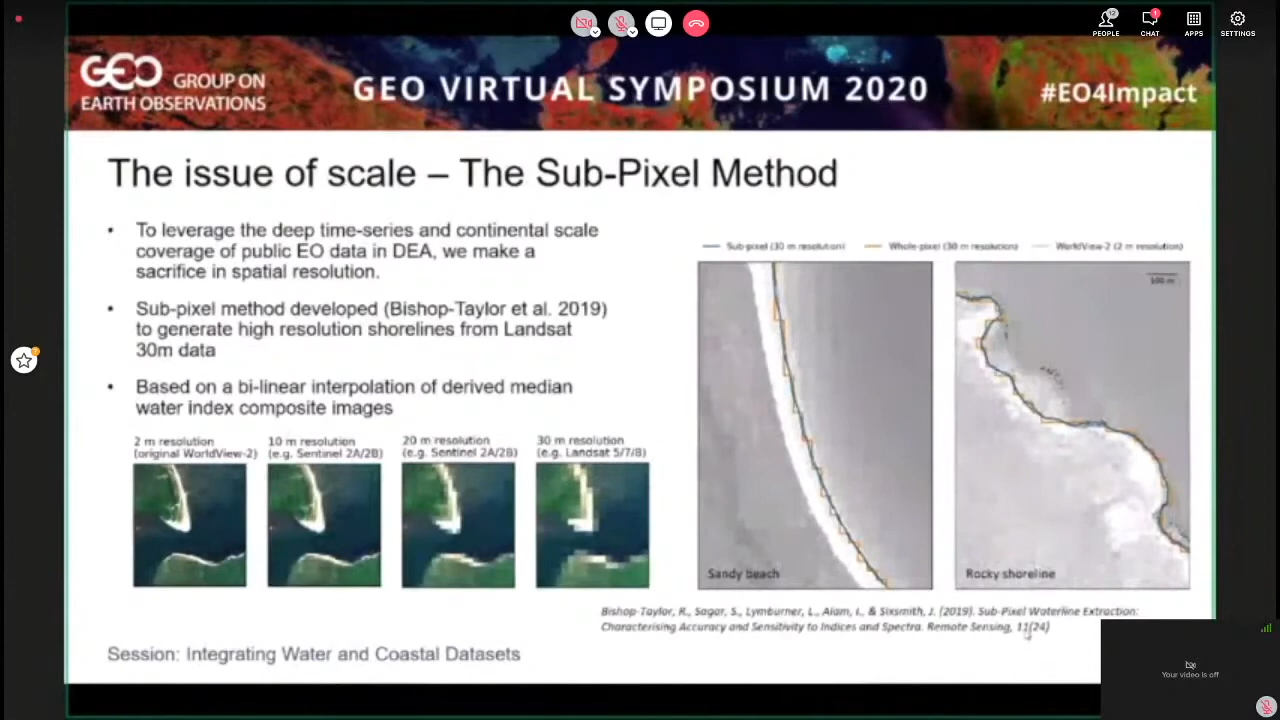 PEOPLE
CHAT
APPS
SETTINGS
GEO GROUP ON
EARTH OBSERVATIONS
GEO VIRTUAL SYMPOSIUM 2020
#EO4Impact
The issue of scale – The Sub-Pixel Method
• To leverage the deep time-series and continental scale
coverage of public EO data in DEA, we make a
sacrifice in spatial resolution.
• Sub-pixel method developed (Bishop-Taylor et al. 2019)
to generate high resolution shorelines from Landsat
30m data
• Based on a bi-linear interpolation of derived median
water index composite images
2 m resolution
(original WorldView-2)
10 m resolution
(e.g. Sentinel 2A/2B)
20 m resolution
(e.g. Sentinel 2A/2B)
30 m resolution
(e.g. Landsat 5/7/8)
Sub-pixel (30 m resolution)
Whole-pixel (30 m resolution)
WorldView-2 (2 m resolution)
100 m
Sandy beach
Rocky shoreline
Bishop-Taylor, R., Sagar, S., Lymburner, L., Alam, I., & Sixsmith, J. (2019). Sub-Pixel Waterline Extraction:
Characterising Accuracy and Sensitivity to Indices and Spectra. Remote Sensing, 11(24)
Session: Integrating Water and Coastal Datasets
Your video is off